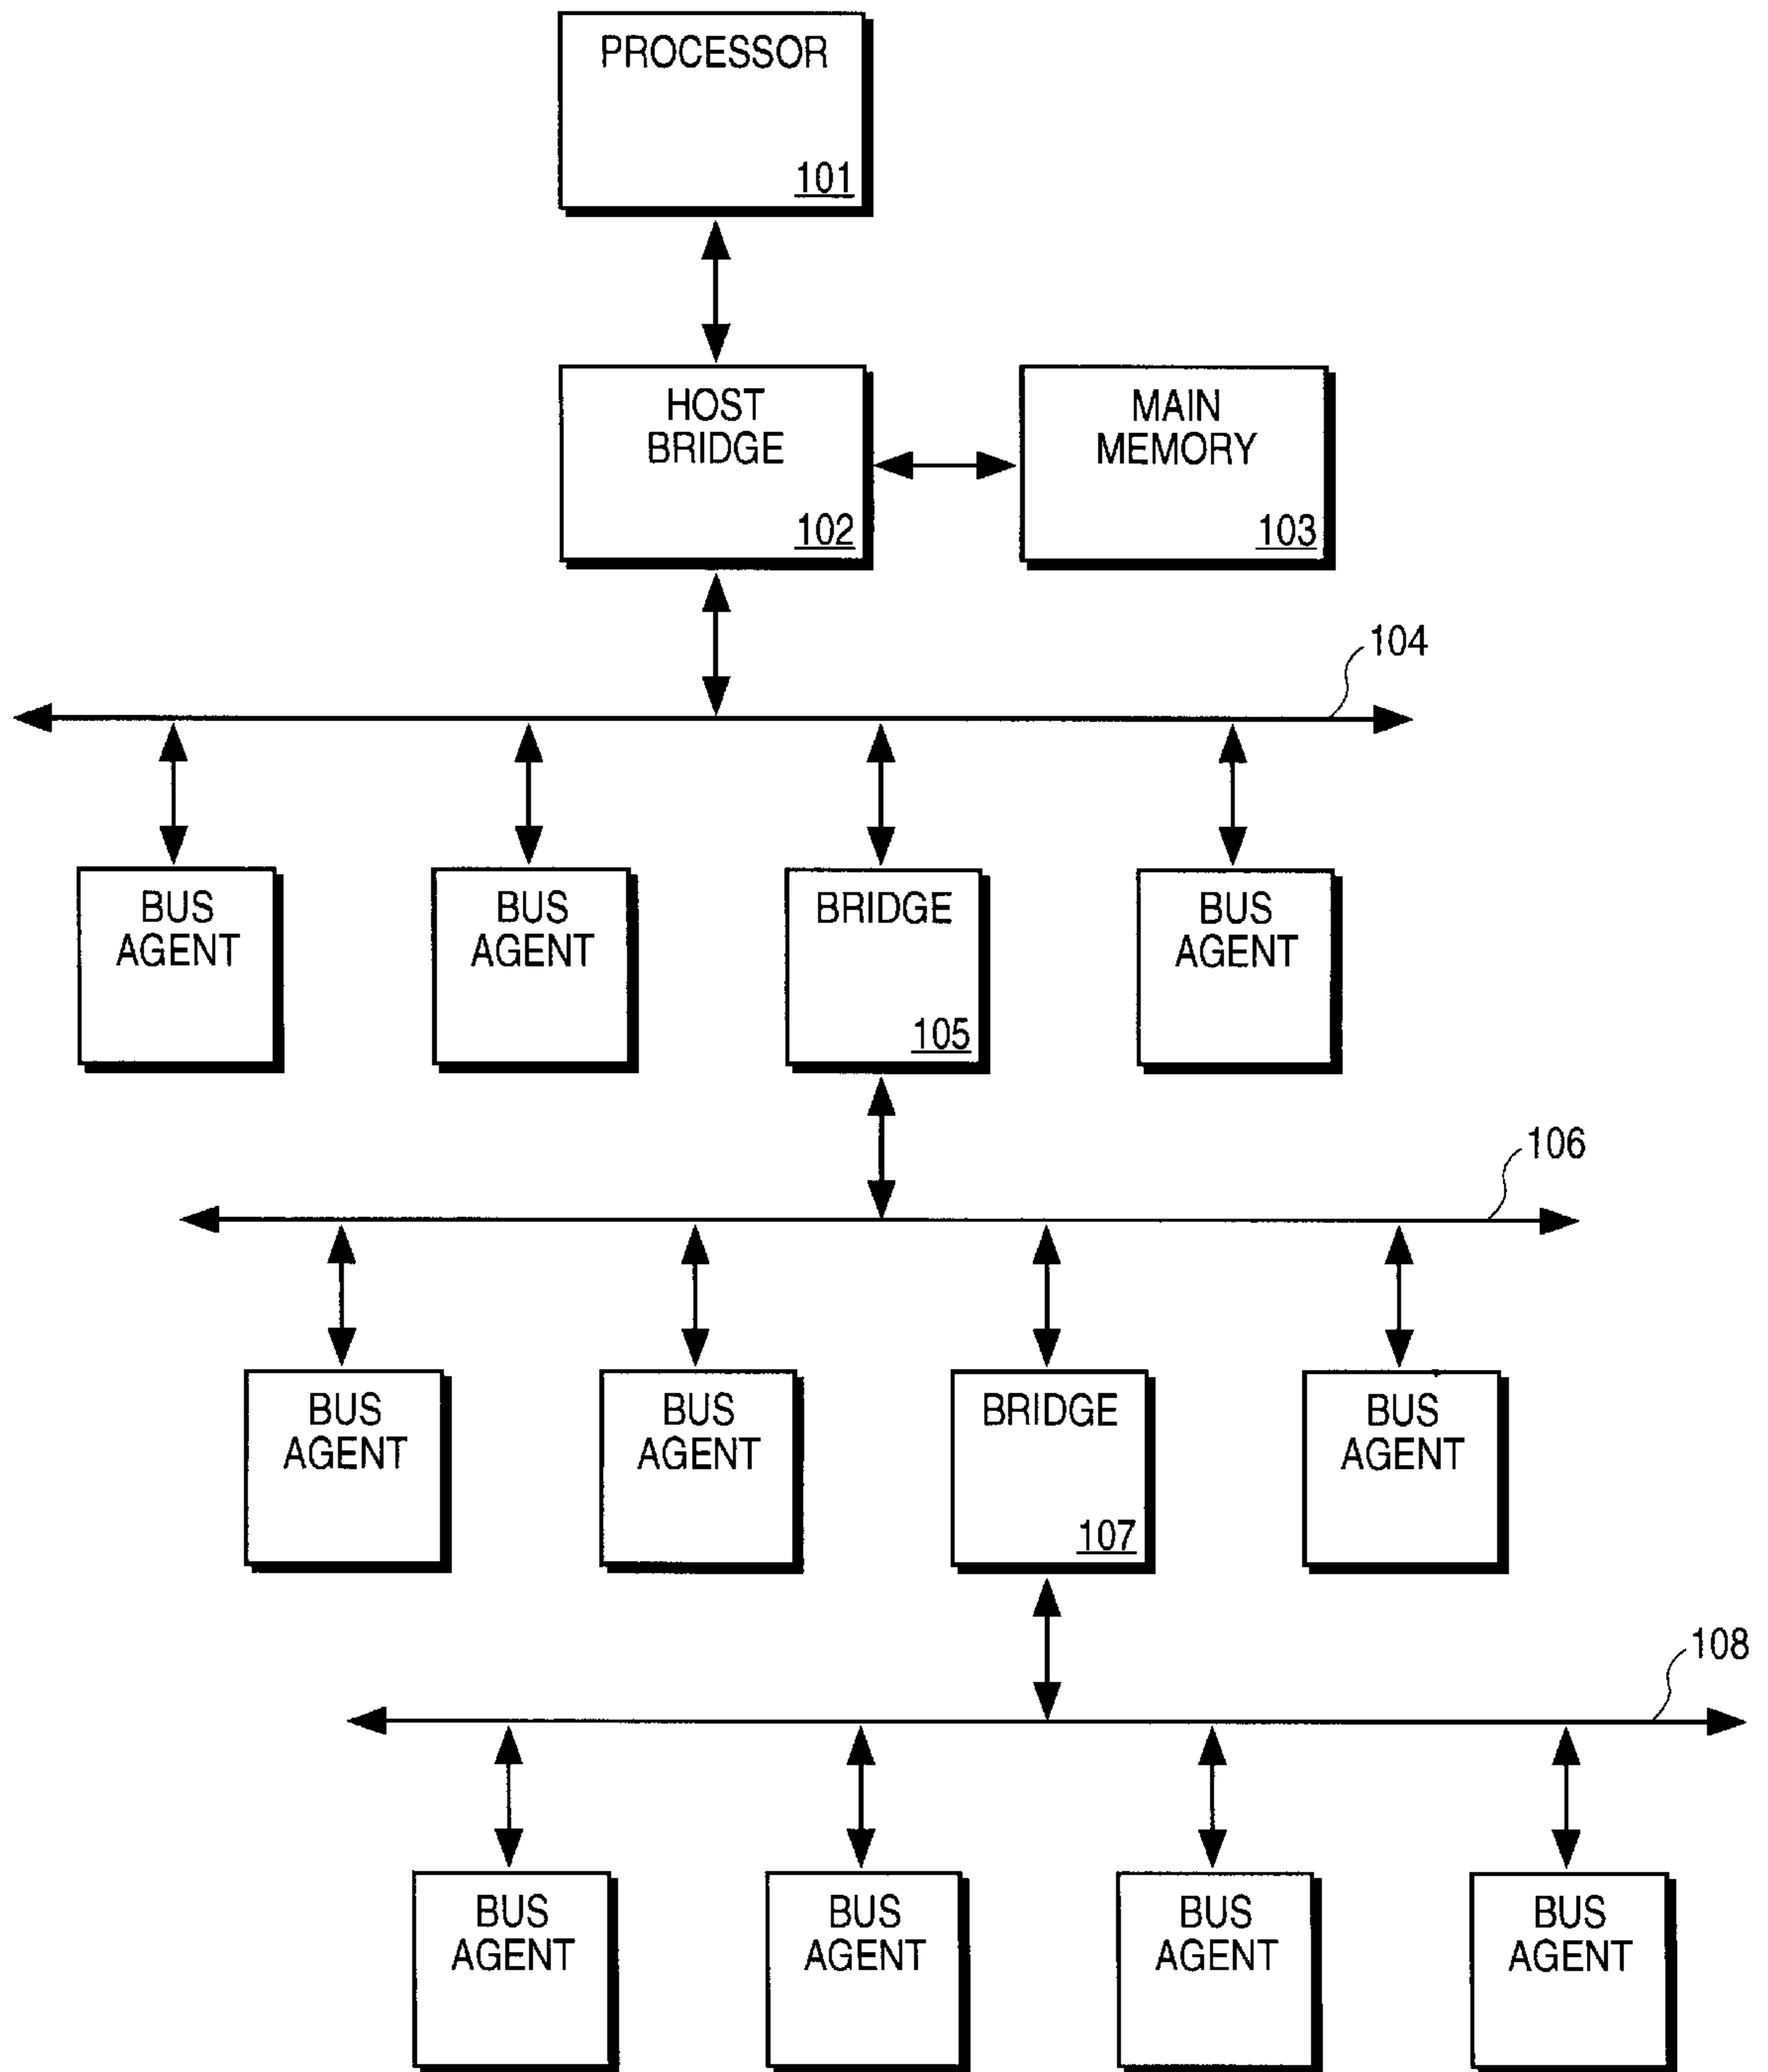 PROCESSOR
101
HOST
BRIDGE
102
MAIN
MEMORY
103
104
BUS
AGENT
BUS
AGENT
BRIDGE
105
BUS
AGENT
106
BUS
AGENT
BUS
AGENT
BRIDGE
107
BUS
AGENT
108
BUS
AGENT
BUS
AGENT
BUS
AGENT
BUS
AGENT